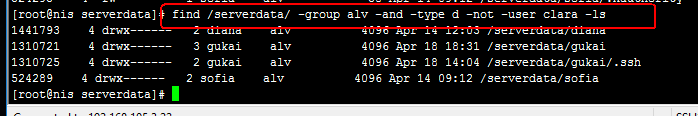 [root@nis serverdata]# find /serverdata/ -group alv -and -type d -not -user clara -ls
1441793 4 drwx------ 2 diana alv 4096 Apr 14 12:03 /serverdata/diana
1310721 4 drwx------ 3 gukai alv 4096 Apr 18 18:31 /serverdata/gukai
1310725 4 drwx------ 2 gukai alv 4096 Apr 18 14:04 /serverdata/gukai/.ssh
524289 4 drwx------ 2 sofia alv 4096 Apr 14 09:12 /serverdata/sofia
[root@nis serverdata]#